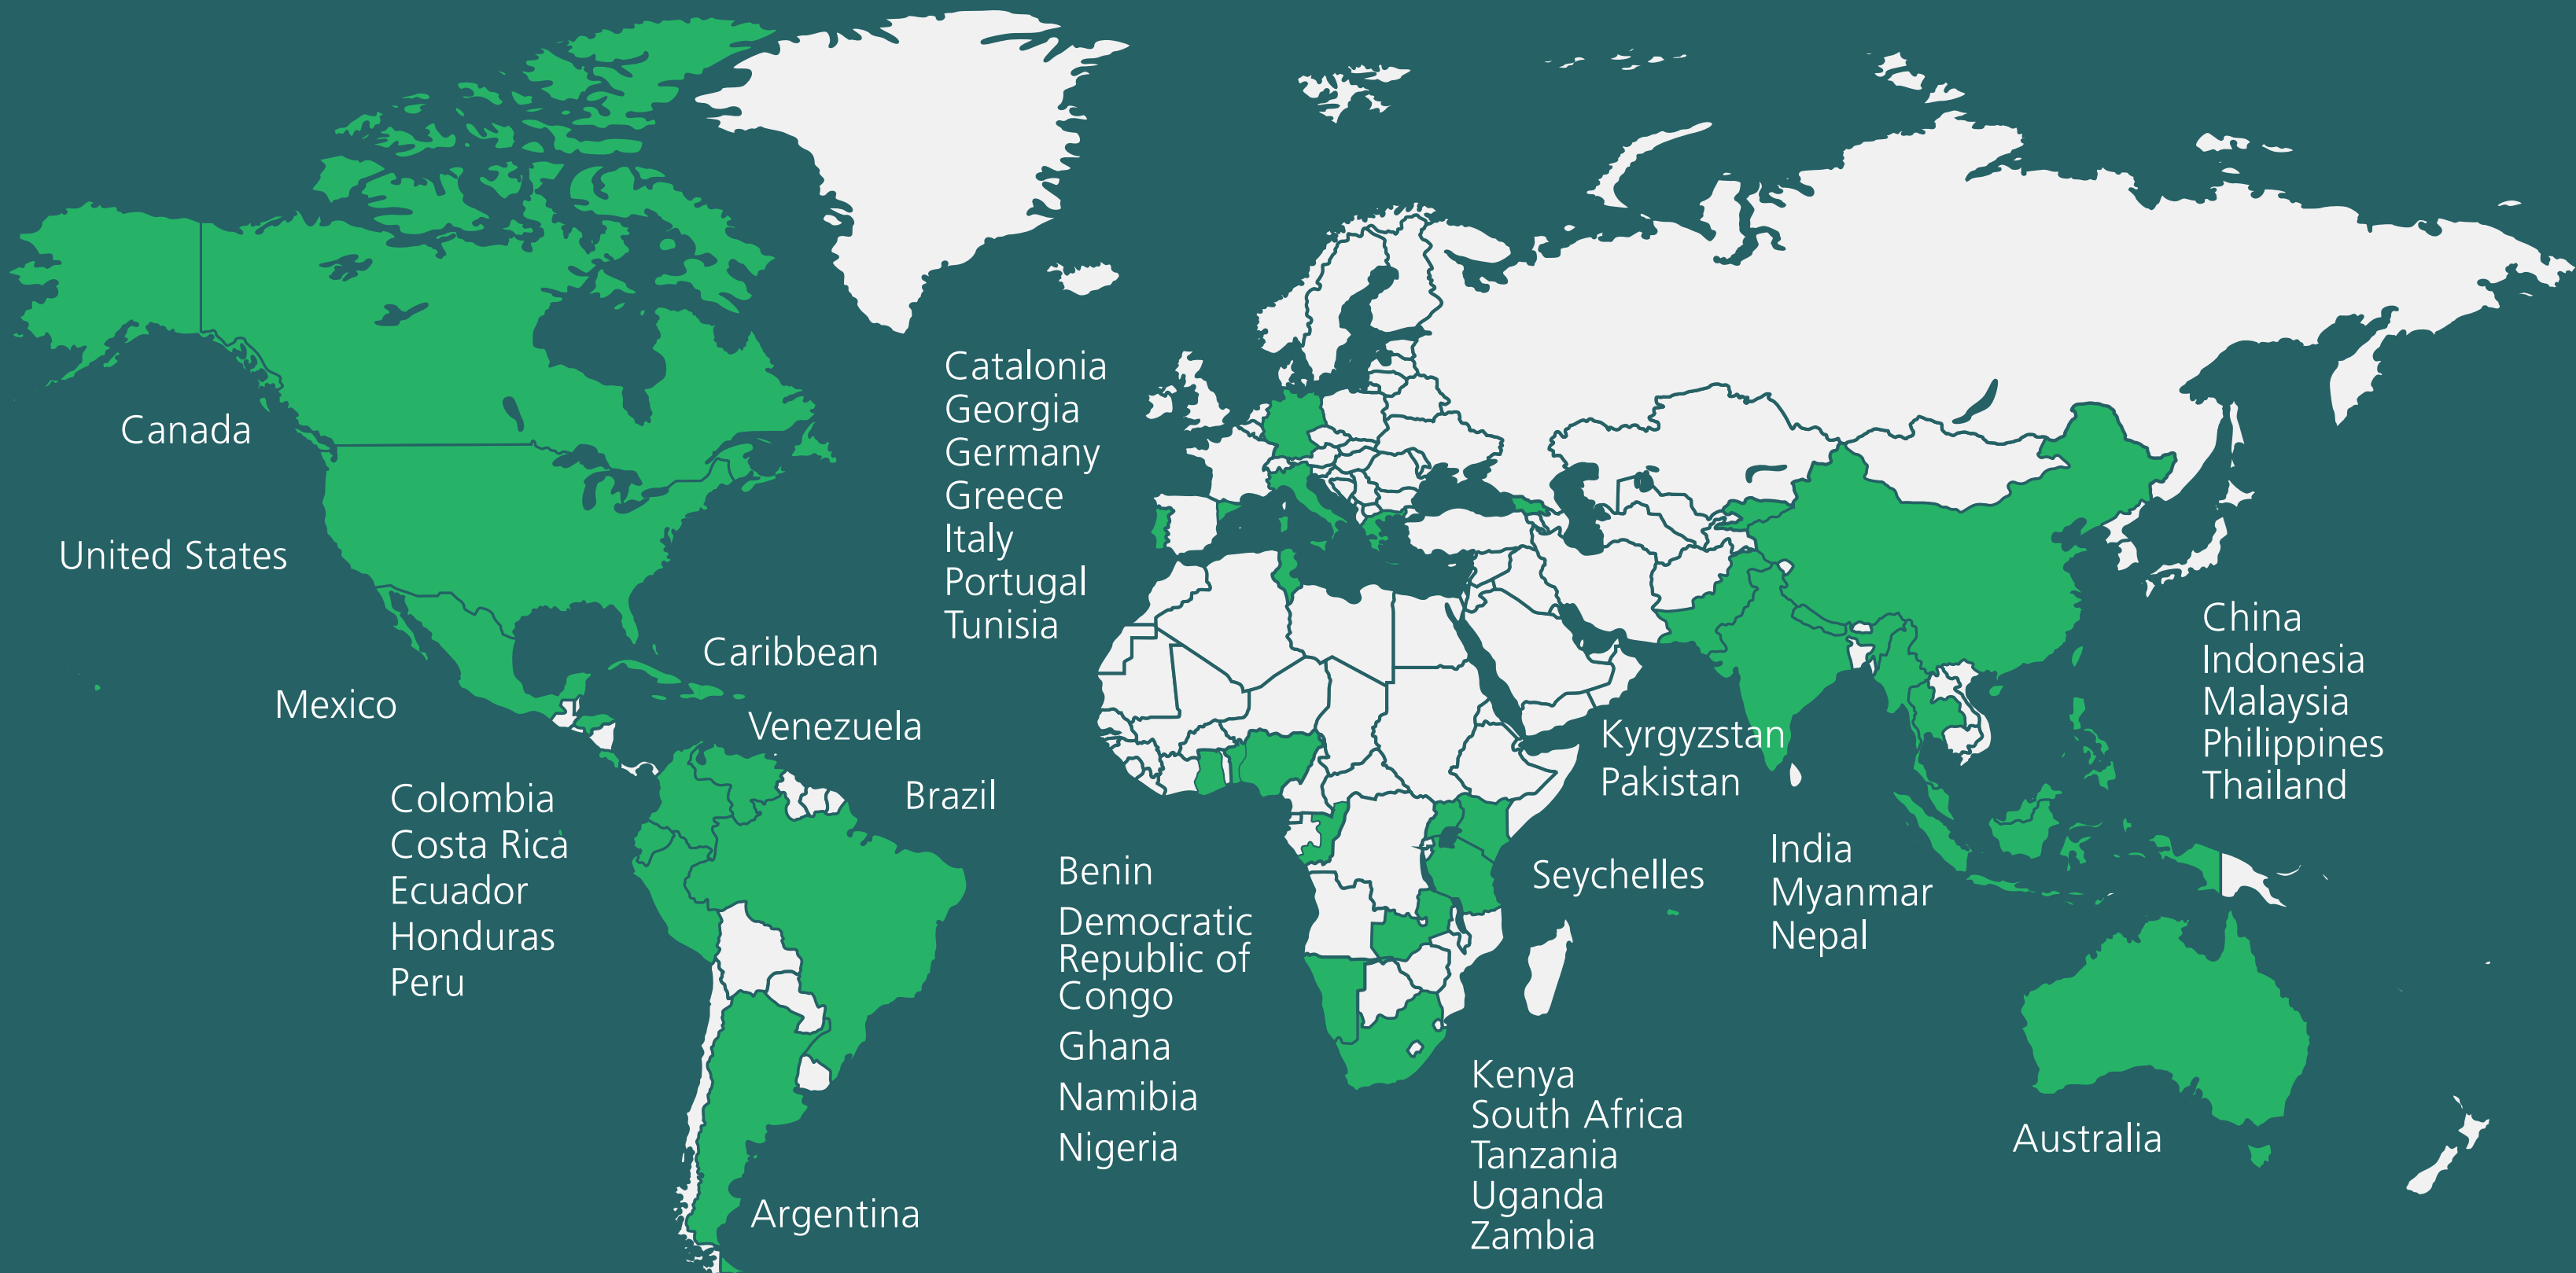 Canada
United States
Mexico
Caribbean
Venezuela
Brazil
Colombia
Costa Rica
Ecuador
Honduras
Peru
Argentina
Catalonia
Georgia
Germany
Greece
Italy
Portugal
Tunisia
Benin
Democratic
Republic of
Congo
Ghana
Namibia
Nigeria
Kenya
South Africa
Tanzania
Uganda
Zambia
Seychelles
Kyrgyzstan
Pakistan
India
Myanmar
Nepal
China
Indonesia
Malaysia
Philippines
Thailand
Australia